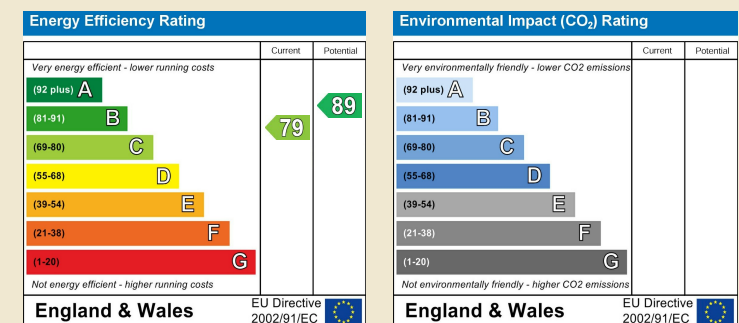 Energy Efficiency Rating
Current Potential
Very energy efficient - lower running costs
(92 plus) A
(81-91) B
(69-80) C
(55-68) D
(39-54) E
(21-38) F
(1-20) G
79
89
Not energy efficient - higher running costs
England & Wales
EU Directive
2002/91/EC
Environmental Impact (CO₂) Rating
Current Potential
Very environmentally friendly - lower CO2 emissions
(92 plus) A
(81-91) B
(69-80) C
(55-68) D
(39-54) E
(21-38) F
(1-20) G
Not environmentally friendly - higher CO2 emissions
England & Wales
EU Directive
2002/91/EC